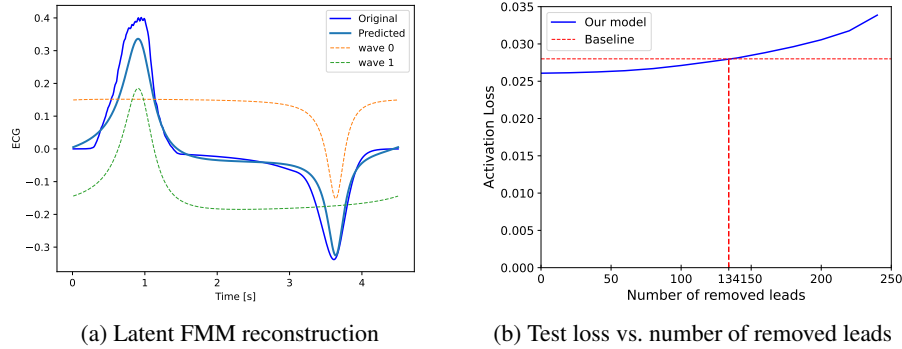 Original
Predicted
wave 0
wave 1
0.4
0.3
0.2
0.1
0.0
−0.1
−0.2
−0.3
ECG
0
1
2
3
4
Time [s]
(a) Latent FMM reconstruction
Our model
Baseline
0.035
0.030
0.025
0.020
0.015
0.010
0.005
0.000
Activation Loss
0
50
100
134
150
200
250
Number of removed leads
(b) Test loss vs. number of removed leads